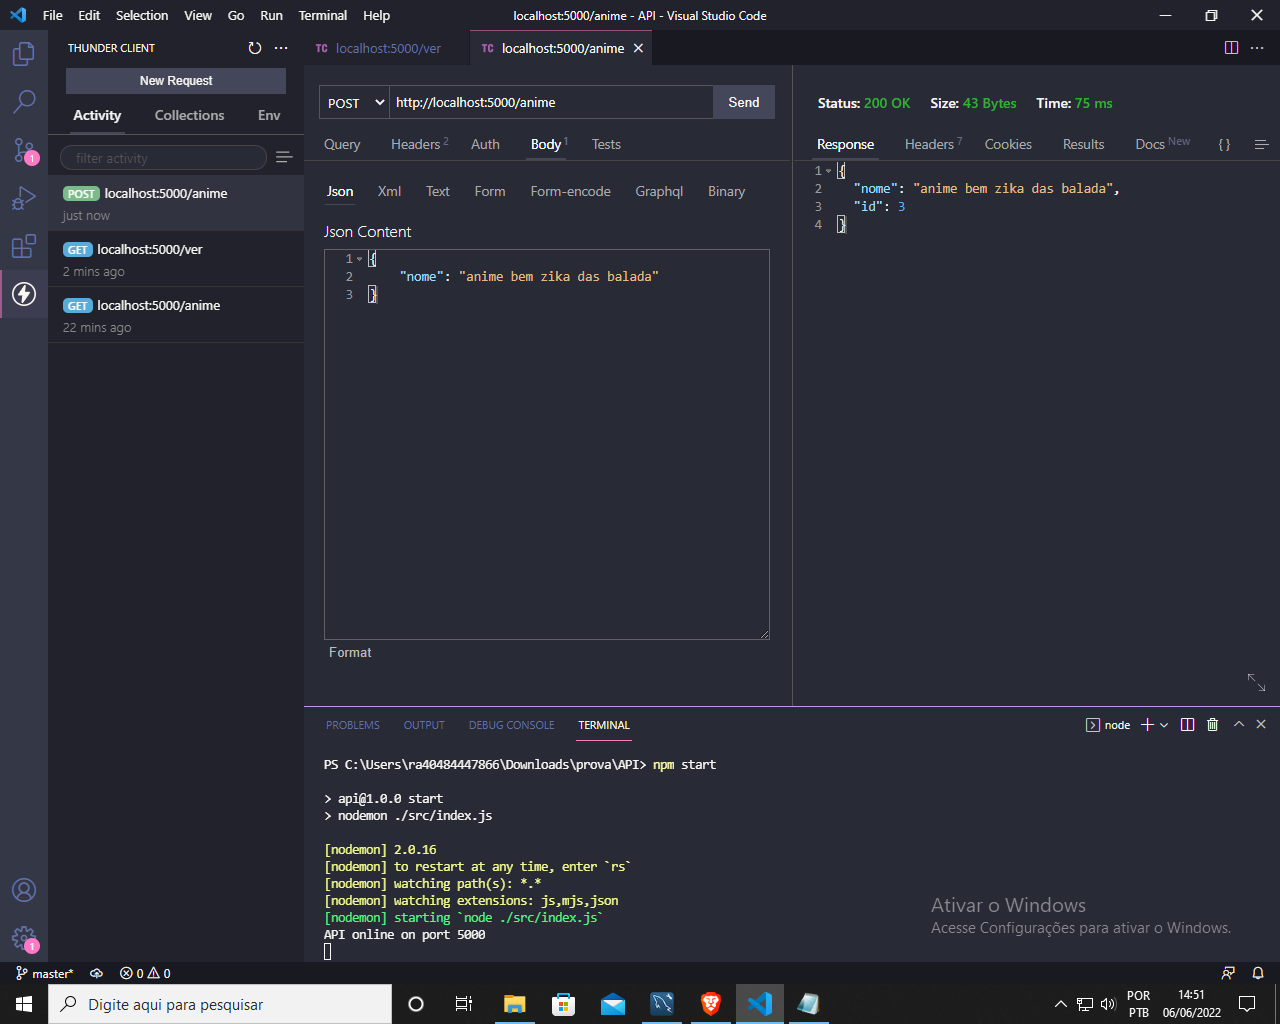 File Edit Selection View Go Run Terminal Help localhost:5000/anime - API - Visual Studio Code
THUNDER CLIENT
New Request
Activity Collections Env
filter activity
POST localhost:5000/anime
just now
GET localhost:5000/ver
2 mins ago
GET localhost:5000/anime
22 mins ago
1
1
TC localhost:5000/ver TC localhost:5000/anime
POST http://localhost:5000/anime Send
Query Headers 2 Auth Body 1 Tests
Json Xml Text Form Form-encode Graphql Binary
Json Content
1 {
2 "nome": "anime bem zika das balada"
3 }
Format
Status: 200 OK Size: 43 Bytes Time: 75 ms
Response Headers 7 Cookies Results Docs New { }
1 {
2 "nome": "anime bem zika das balada",
3 "id": 3
4 }
PROBLEMS OUTPUT DEBUG CONSOLE TERMINAL node
PS C:\Users\ra40484447866\Downloads\prova\API> npm start
> api@1.0.0 start
> nodemon ./src/index.js
[nodemon] 2.0.16
[nodemon] to restart at any time, enter `rs`
[nodemon] watching path(s): *.*
[nodemon] watching extensions: js,mjs,json
[nodemon] starting `node ./src/index.js`
API online on port 5000
Ativar o Windows
Acesse Configurações para ativar o Windows.
master* 0 0
Digite aqui para pesquisar
POR
PTB
14:51
06/06/2022